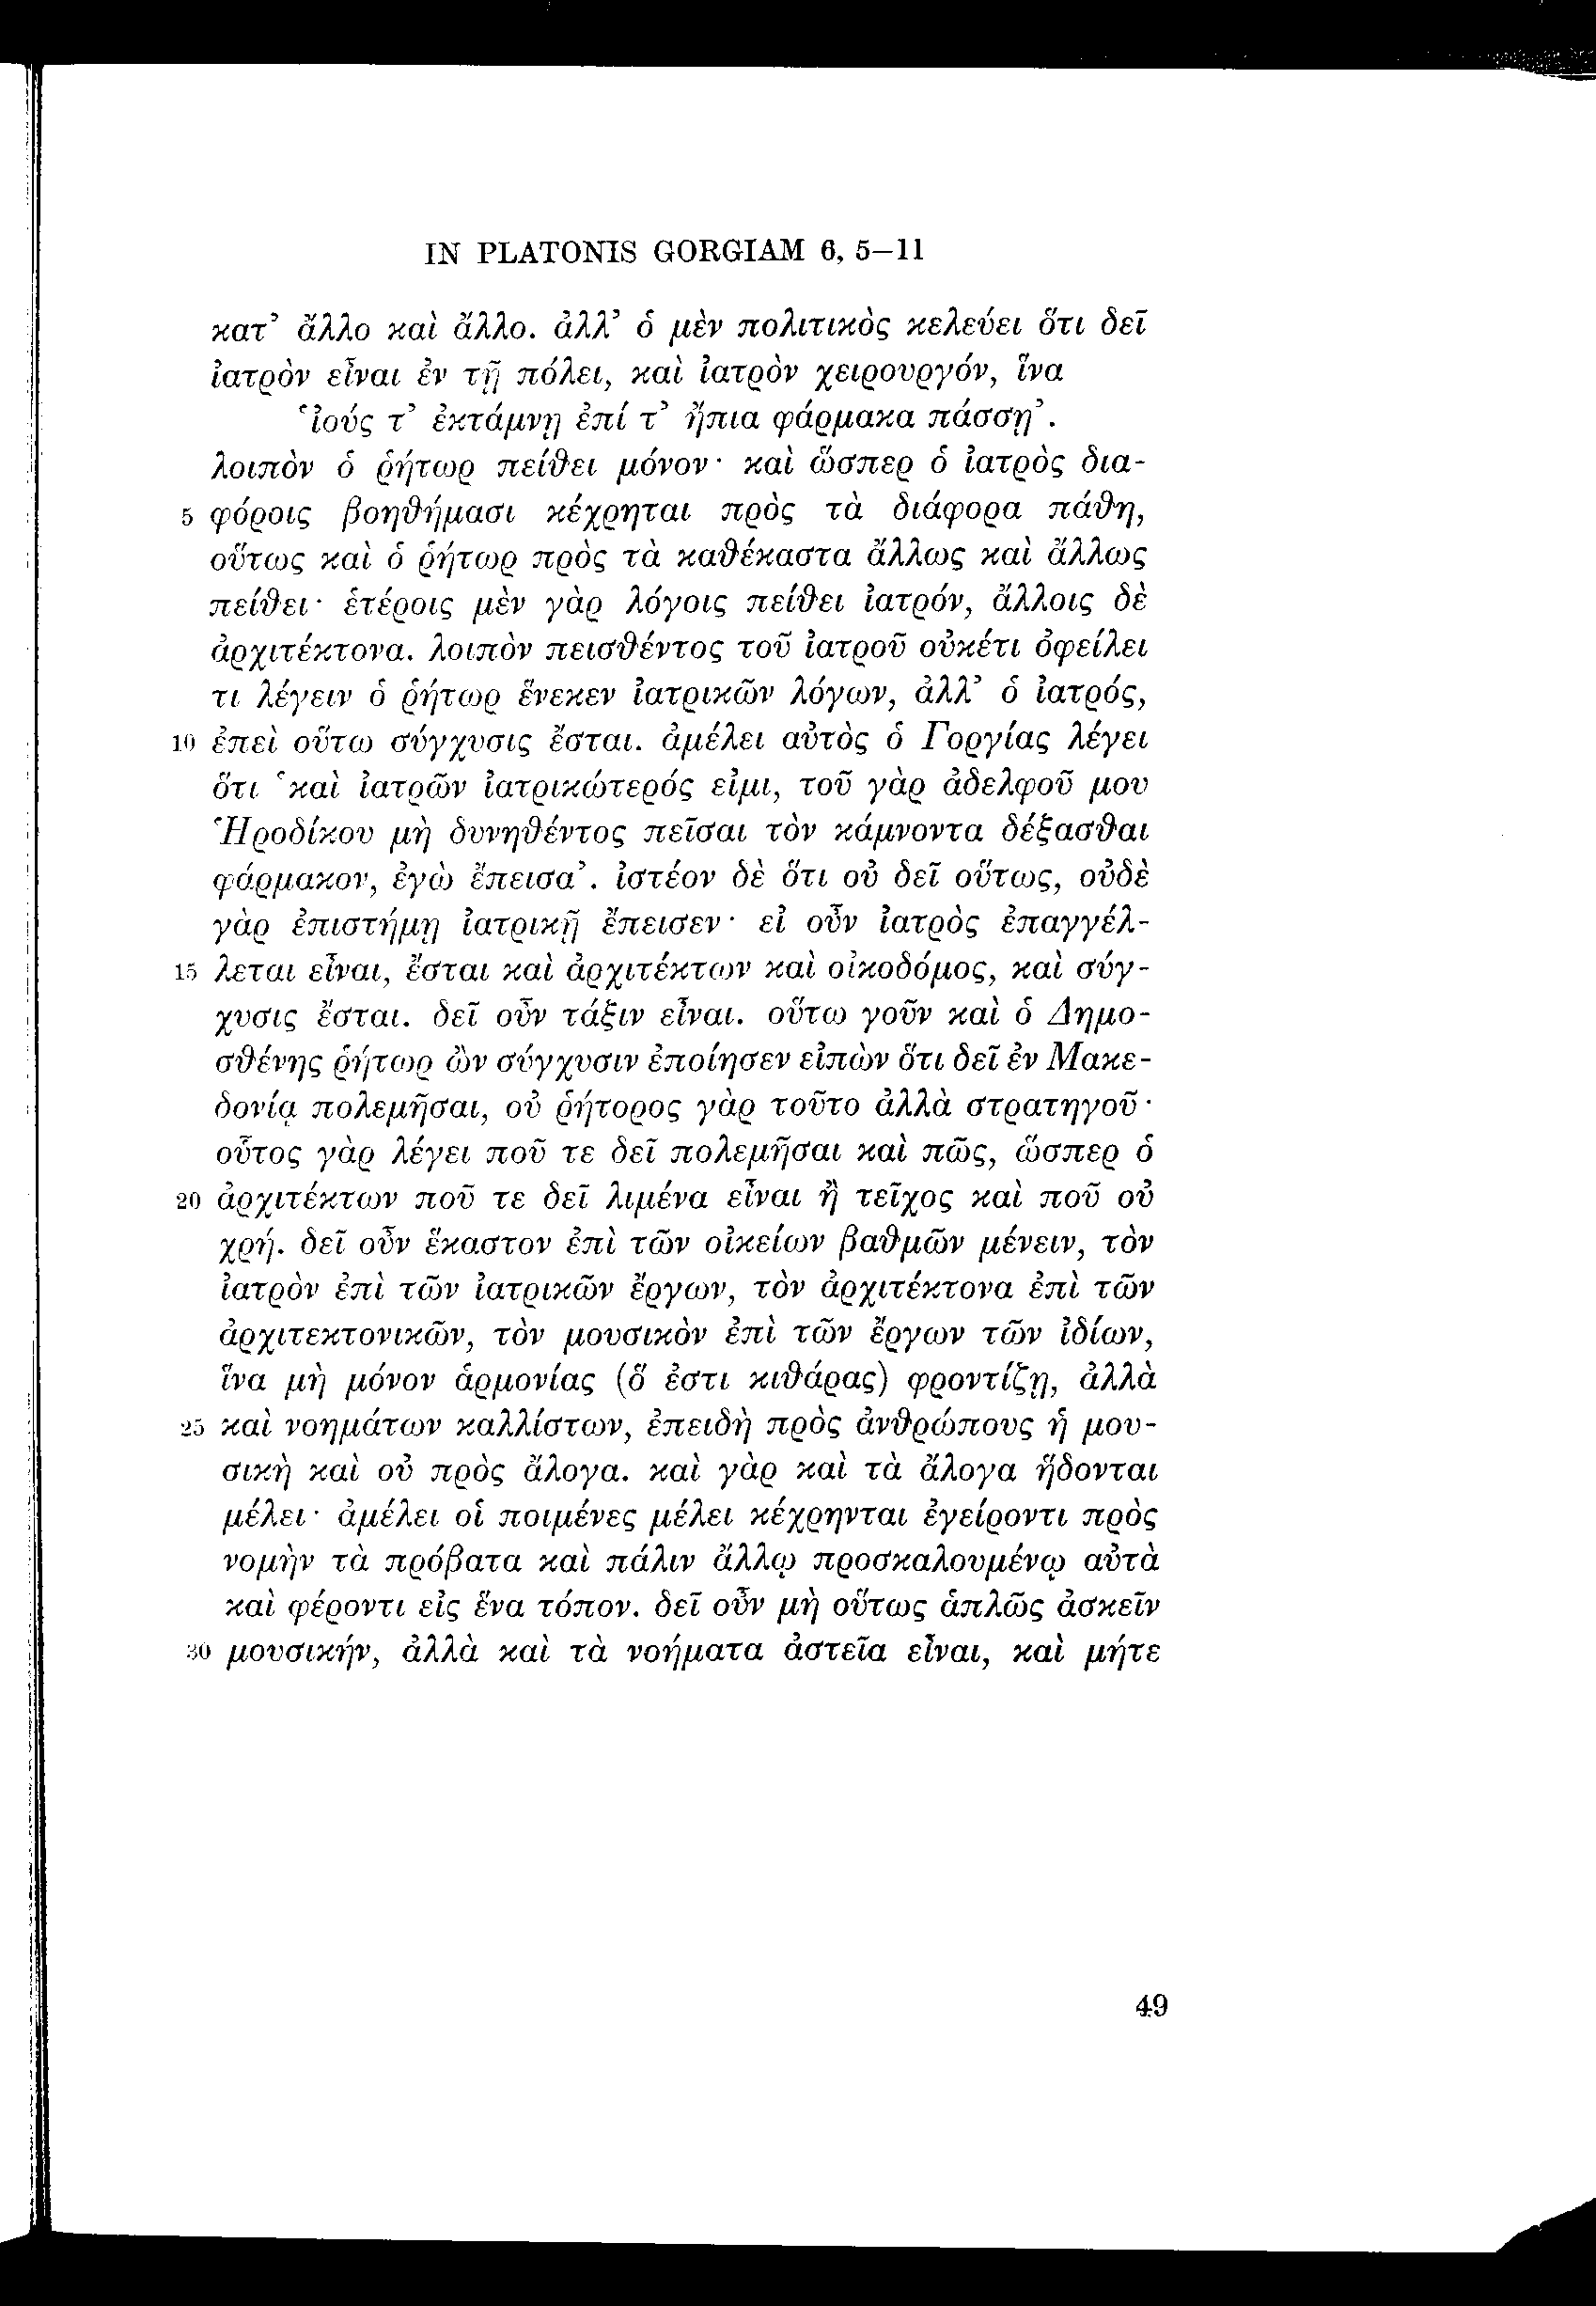 IN PLATONIS GORGIAM 6, 5–11
κατ’ ἄλλο καὶ ἄλλο. ἀλλ’ ὁ μὲν πολιτικὸς κελεύει ὅτι δεῖ
ἰατρὸν εἶναι ἐν τῇ πόλει, καὶ ἰατρὸν χειρουργόν, ἵνα
‘ἰούς τ’ ἐκτάμνῃ ἐπί τ’ ἤπια φάρμακα πάσσῃ’.
λοιπὸν ὁ ῥήτωρ πείθει μόνον· καὶ ὥσπερ ὁ ἰατρὸς δια-
5 φόροις βοηθήμασι κέχρηται πρὸς τὰ διάφορα πάθη,
οὕτως καὶ ὁ ῥήτωρ πρὸς τὰ καθέκαστα ἄλλως καὶ ἄλλως
πείθει· ἑτέροις μὲν γὰρ λόγοις πείθει ἰατρόν, ἄλλοις δὲ
ἀρχιτέκτονα. λοιπὸν πεισθέντος τοῦ ἰατροῦ οὐκέτι ὀφείλει
τι λέγειν ὁ ῥήτωρ ἕνεκεν ἰατρικῶν λόγων, ἀλλ’ ὁ ἰατρός,
10 ἐπεὶ οὕτω σύγχυσις ἔσται. ἀμέλει αὐτὸς ὁ Γοργίας λέγει
ὅτι ‘καὶ ἰατρῶν ἰατρικώτερός εἰμι, τοῦ γὰρ ἀδελφοῦ μου
Ἡροδίκου μὴ δυνηθέντος πεῖσαι τὸν κάμνοντα δέξασθαι
φάρμακον, ἐγὼ ἔπεισα’. ἰστέον δὲ ὅτι οὐ δεῖ οὕτως, οὐδὲ
γὰρ ἐπιστήμῃ ἰατρικῇ ἔπεισεν· εἰ οὖν ἰατρὸς ἐπαγγέλ-
15 λεται εἶναι, ἔσται καὶ ἀρχιτέκτων καὶ οἰκοδόμος, καὶ σύγ-
χυσις ἔσται. δεῖ οὖν τάξιν εἶναι. οὕτω γοῦν καὶ ὁ Δημο-
σθένης ῥήτωρ ὢν σύγχυσιν ἐποίησεν εἰπὼν ὅτι δεῖ ἐν Μακε-
δονίᾳ πολεμῆσαι, οὐ ῥήτορος γὰρ τοῦτο ἀλλὰ στρατηγοῦ·
οὗτος γὰρ λέγει ποῦ τε δεῖ πολεμῆσαι καὶ πῶς, ὥσπερ ὁ
20 ἀρχιτέκτων ποῦ τε δεῖ λιμένα εἶναι ἢ τεῖχος καὶ ποῦ οὐ
χρή. δεῖ οὖν ἕκαστον ἐπὶ τῶν οἰκείων βαθμῶν μένειν, τὸν
ἰατρὸν ἐπὶ τῶν ἰατρικῶν ἔργων, τὸν ἀρχιτέκτονα ἐπὶ τῶν
ἀρχιτεκτονικῶν, τὸν μουσικὸν ἐπὶ τῶν ἔργων τῶν ἰδίων,
ἵνα μὴ μόνον ἁρμονίας (ὅ ἐστι κιθάρας) φροντίζῃ, ἀλλὰ
25 καὶ νοημάτων καλλίστων, ἐπειδὴ πρὸς ἀνθρώπους ἡ μου-
σικὴ καὶ οὐ πρὸς ἄλογα. καὶ γὰρ καὶ τὰ ἄλογα ἥδονται
μέλει· ἀμέλει οἱ ποιμένες μέλει κέχρηνται ἐγείροντι πρὸς
νομὴν τὰ πρόβατα καὶ πάλιν ἄλλῳ προσκαλουμένῳ αὐτὰ
καὶ φέροντι εἰς ἕνα τόπον. δεῖ οὖν μὴ οὕτως ἁπλῶς ἀσκεῖν
30 μουσικήν, ἀλλὰ καὶ τὰ νοήματα ἀστεῖα εἶναι, καὶ μήτε
49